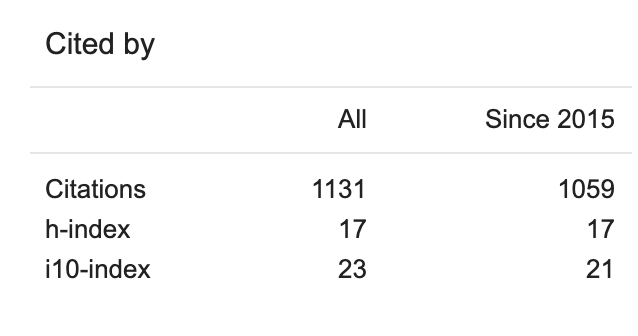 Cited by
All Since 2015
Citations 1131 1059
h-index 17 17
i10-index 23 21